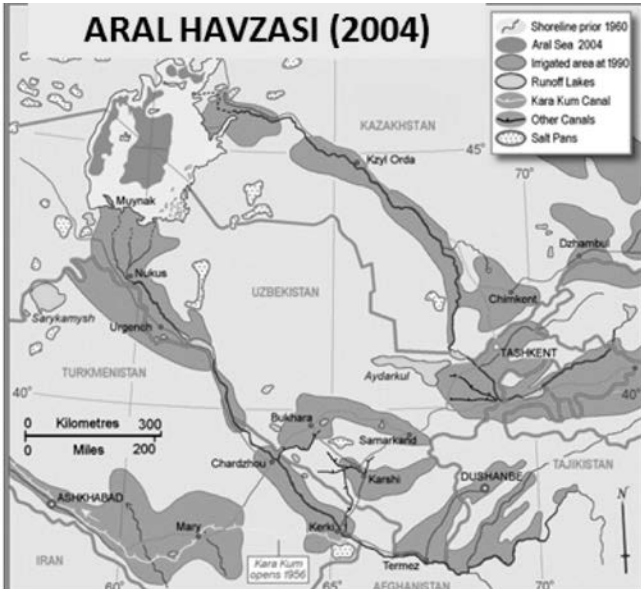 ARAL HAVZASI (2004)
Shoreline prior 1960
Aral Sea 2004
Irrigated area at 1990
Runoff Lakes
Kara Kum Canal
Other Canals
Salt Pans
KAZAKHSTAN
45°
70°
Kzyl Orda
Muynak
Dzhambul
Nukus
UZBEKISTAN
Chimkent
Sarykamysh
Urgench
TASHKENT
TURKMENISTAN
Aydarkul
40°
40°
0 Kilometres 300
0 Miles 200
Bukhara
Samarkand
Chardzhou
Karshi
DUSHANBE
TAJIKISTAN
ASHKHABAD
Mary
Kerki
N
IRAN
Kara Kum
opens 1956
Termez
AFGHANISTAN
60°
65°
70°